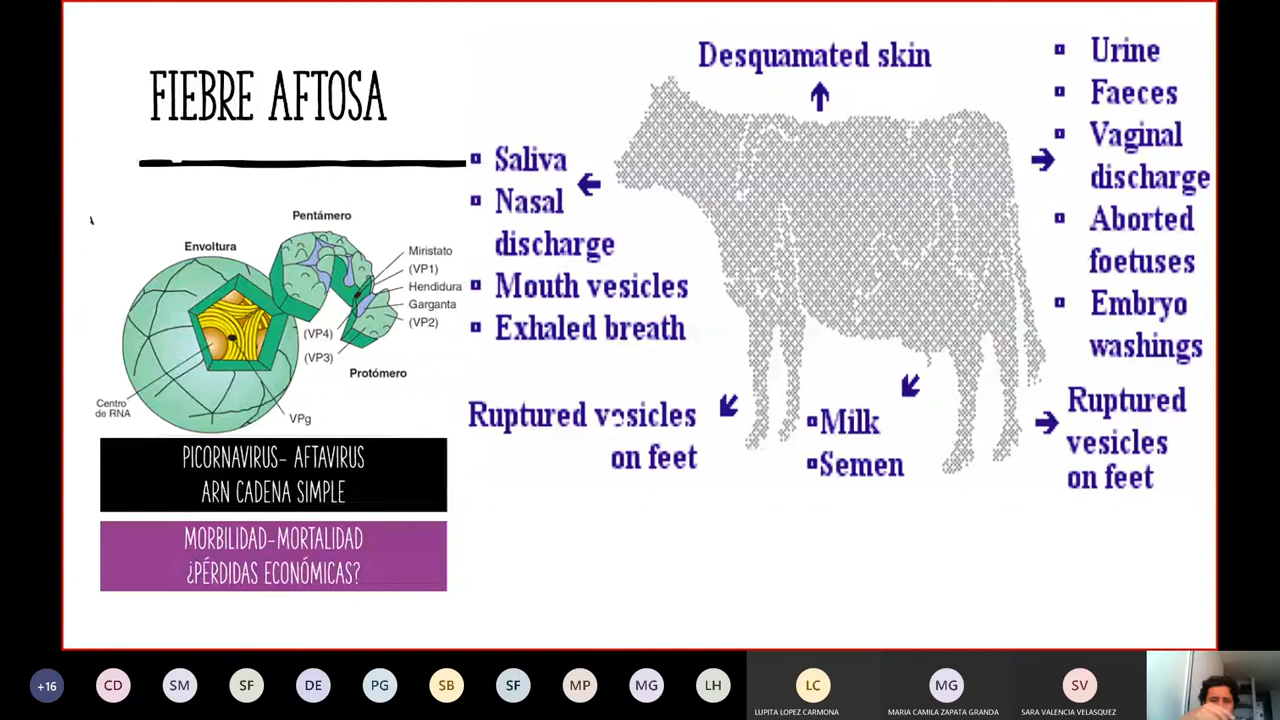 FIEBRE AFTOSA
A
Pentámero
Envoltura
Miristato
(VP1)
Hendidura
Garganta
(VP2)
(VP4)
(VP3)
Protómero
Centro
de RNA
VPg
PICORNAVIRUS- AFTAVIRUS
ARN CADENA SIMPLE
MORBILIDAD-MORTALIDAD
¿PÉRDIDAS ECONÓMICAS?
Desquamated skin
Saliva
Nasal
discharge
Mouth vesicles
Exhaled breath
Ruptured vesicles
on feet
Milk
Semen
Urine
Faeces
Vaginal
discharge
Aborted
foetuses
Embryo
washings
Ruptured
vesicles
on feet
+16
CD
SM
SF
DE
PG
SB
SF
MP
MG
LH
LC
LUPITA LOPEZ CARMONA
MG
MARIA CAMILA ZAPATA GRANDA
SV
SARA VALENCIA VELASQUEZ